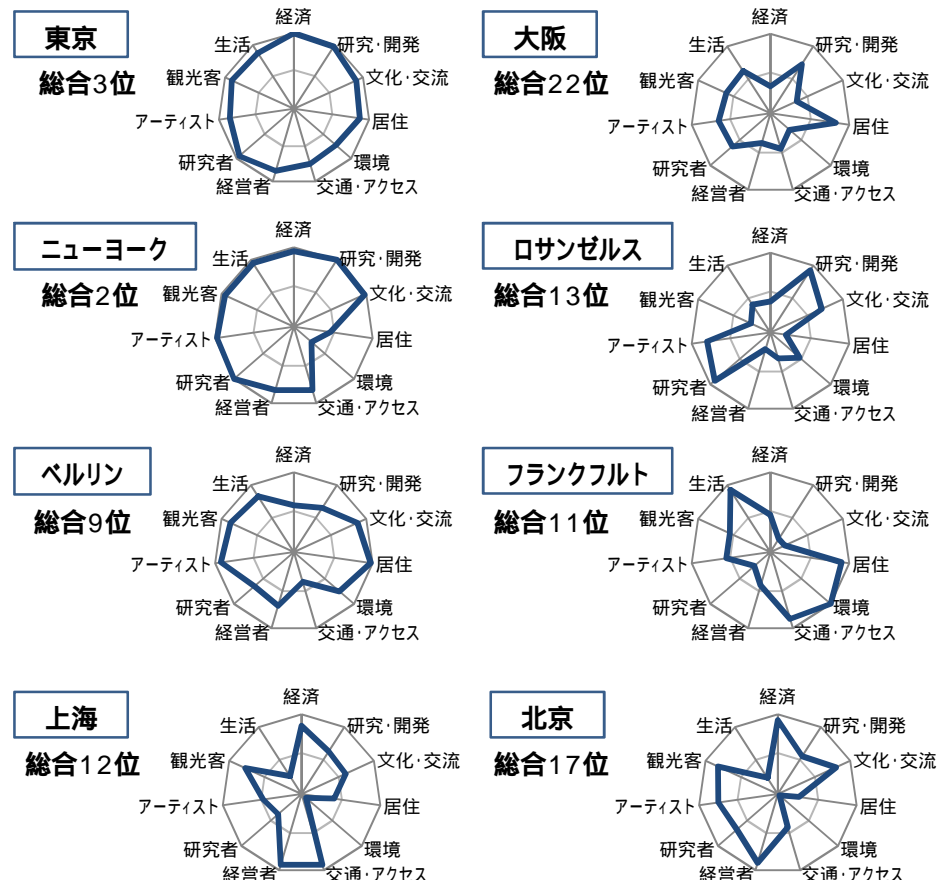 東京
総合3位
経済
研究・開発
文化・交流
居住
環境
交通・アクセス
経営者
研究者
アーティスト
観光客
生活
大阪
総合22位
経済
研究・開発
文化・交流
居住
環境
交通・アクセス
経営者
研究者
アーティスト
観光客
生活
ニューヨーク
総合2位
経済
研究・開発
文化・交流
居住
環境
交通・アクセス
経営者
研究者
アーティスト
観光客
生活
ロサンゼルス
総合13位
経済
研究・開発
文化・交流
居住
環境
交通・アクセス
経営者
研究者
アーティスト
観光客
生活
ベルリン
総合9位
経済
研究・開発
文化・交流
居住
環境
交通・アクセス
経営者
研究者
アーティスト
観光客
生活
フランクフルト
総合11位
経済
研究・開発
文化・交流
居住
環境
交通・アクセス
経営者
研究者
アーティスト
観光客
生活
上海
総合12位
経済
研究・開発
文化・交流
居住
環境
交通・アクセス
経営者
研究者
アーティスト
観光客
生活
北京
総合17位
経済
研究・開発
文化・交流
居住
環境
交通・アクセス
経営者
研究者
アーティスト
観光客
生活